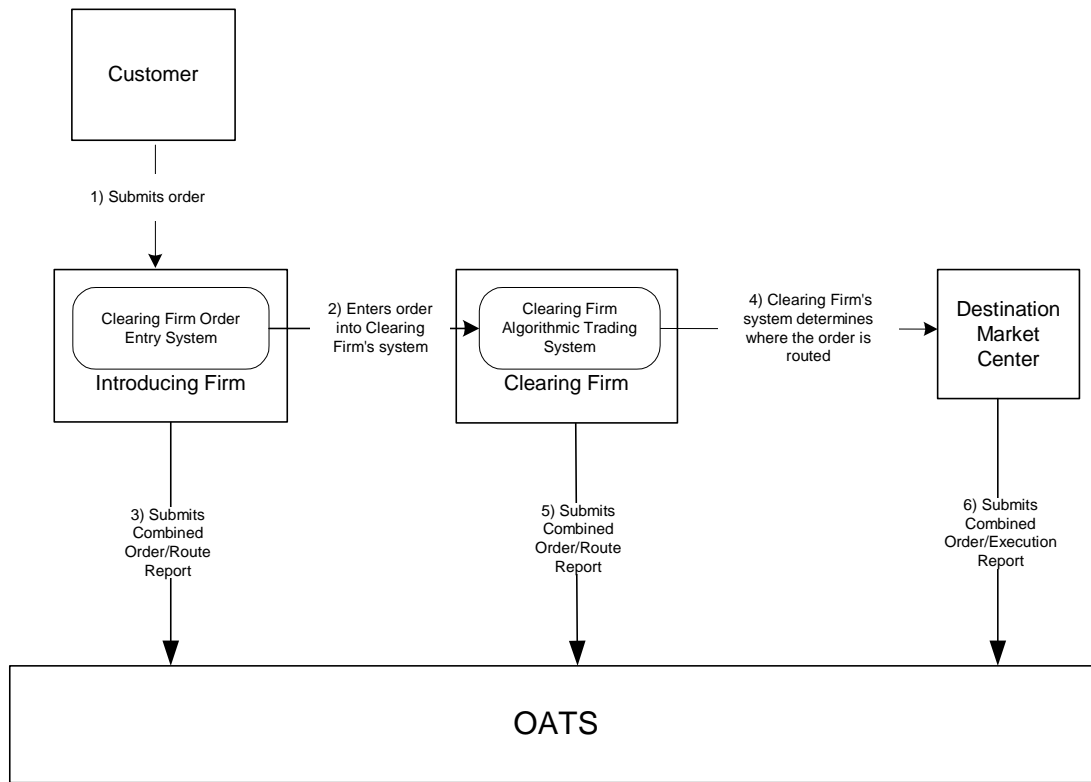 Customer
1) Submits order
Clearing Firm Order
Entry System
Introducing Firm
2) Enters order
into Clearing
Firm's system
Clearing Firm
Algorithmic Trading
System
Clearing Firm
4) Clearing Firm's
system determines
where the order is
routed
Destination
Market
Center
3) Submits
Combined
Order/Route
Report
5) Submits
Combined
Order/Route
Report
6) Submits
Combined
Order/Execution
Report
OATS